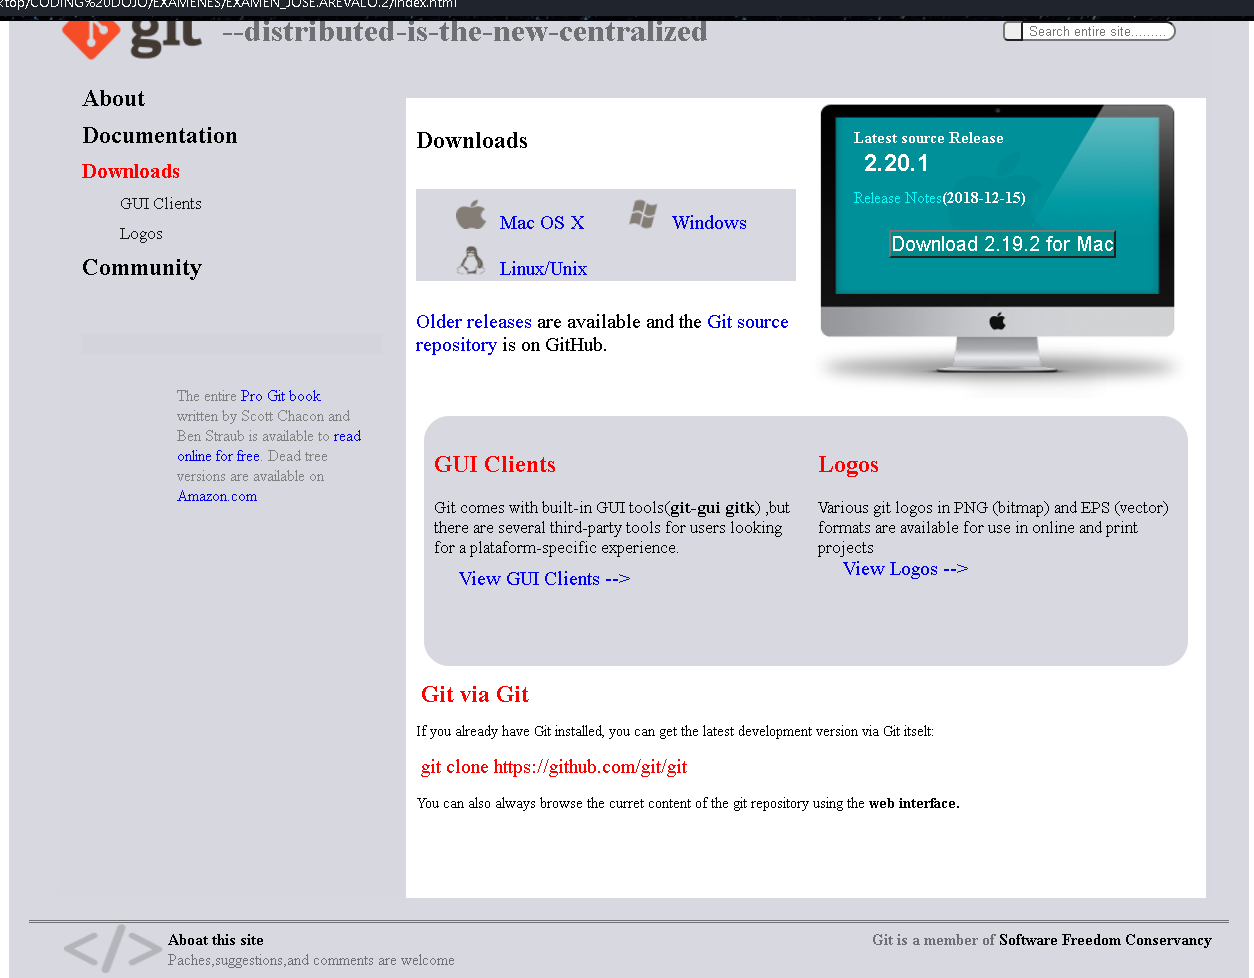 ktop/CODING%20DOJO/EXAMENES/EXAMEN_JOSE.AREVALO.2/index.html
git --distributed-is-the-new-centralized
Search entire site.........
About
Documentation
Downloads
GUI Clients
Logos
Community
The entire Pro Git book
written by Scott Chacon and
Ben Straub is available to read
online for free. Dead tree
versions are available on
Amazon.com
Downloads
Mac OS X
Windows
Linux/Unix
Older releases are available and the Git source
repository is on GitHub.
Latest source Release
2.20.1
Release Notes(2018-12-15)
Download 2.19.2 for Mac
GUI Clients
Git comes with built-in GUI tools(git-gui gitk) ,but
there are several third-party tools for users looking
for a plataform-specific experience.
View GUI Clients -->
Logos
Various git logos in PNG (bitmap) and EPS (vector)
formats are available for use in online and print
projects
View Logos -->
Git via Git
If you already have Git installed, you can get the latest development version via Git itselt:
git clone https://github.com/git/git
You can also always browse the curret content of the git repository using the web interface.
</>
Aboat this site
Paches,suggestions,and comments are welcome
Git is a member of Software Freedom Conservancy